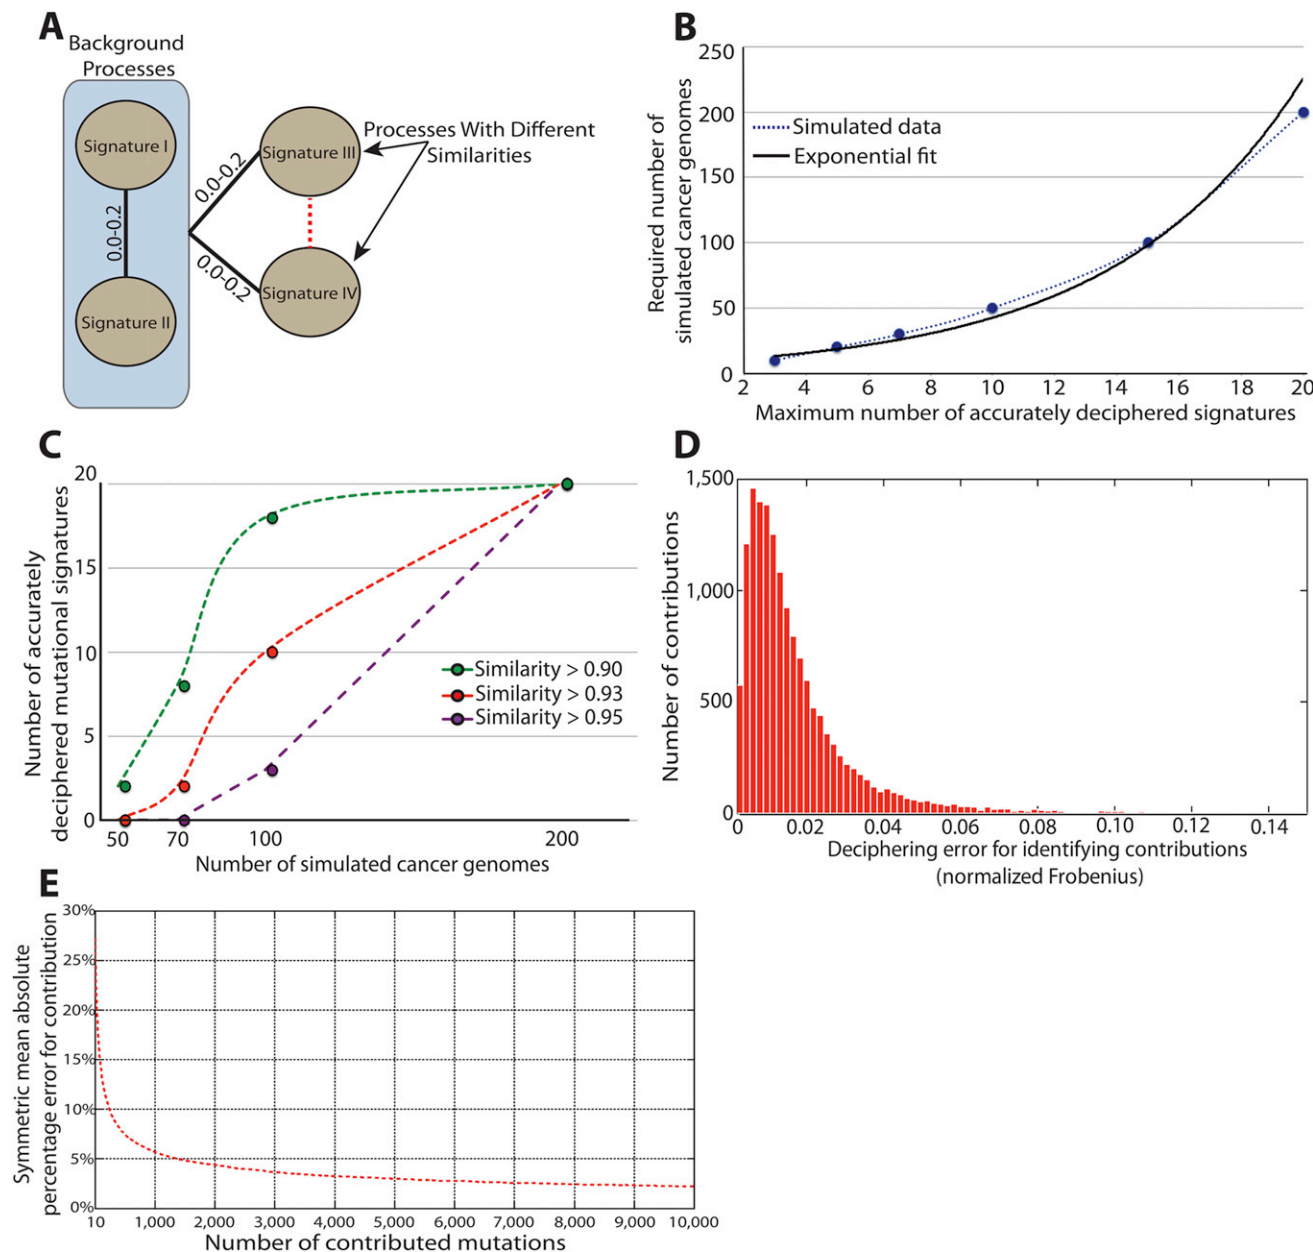 A
Background
Processes
Signature I
0.0-0.2
Signature II
0.0-0.2
0.0-0.2
Signature III
Signature IV
Processes With Different
Similarities
B
Required number of
simulated cancer genomes
250
200
150
100
50
0
Simulated data
Exponential fit
2 4 6 8 10 12 14 16 18 20
Maximum number of accurately deciphered signatures
C
Number of accurately
deciphered mutational signatures
20
15
10
5
0
Similarity > 0.90
Similarity > 0.93
Similarity > 0.95
50 70 100 200
Number of simulated cancer genomes
D
Number of contributions
1,500
1,000
500
0
0 0.02 0.04 0.06 0.08 0.10 0.12 0.14
Deciphering error for identifying contributions
(normalized Frobenius)
E
Symmetric mean absolute
percentage error for contribution
30%
25%
20%
15%
10%
5%
0%
10 1,000 2,000 3,000 4,000 5,000 6,000 7,000 8,000 9,000 10,000
Number of contributed mutations